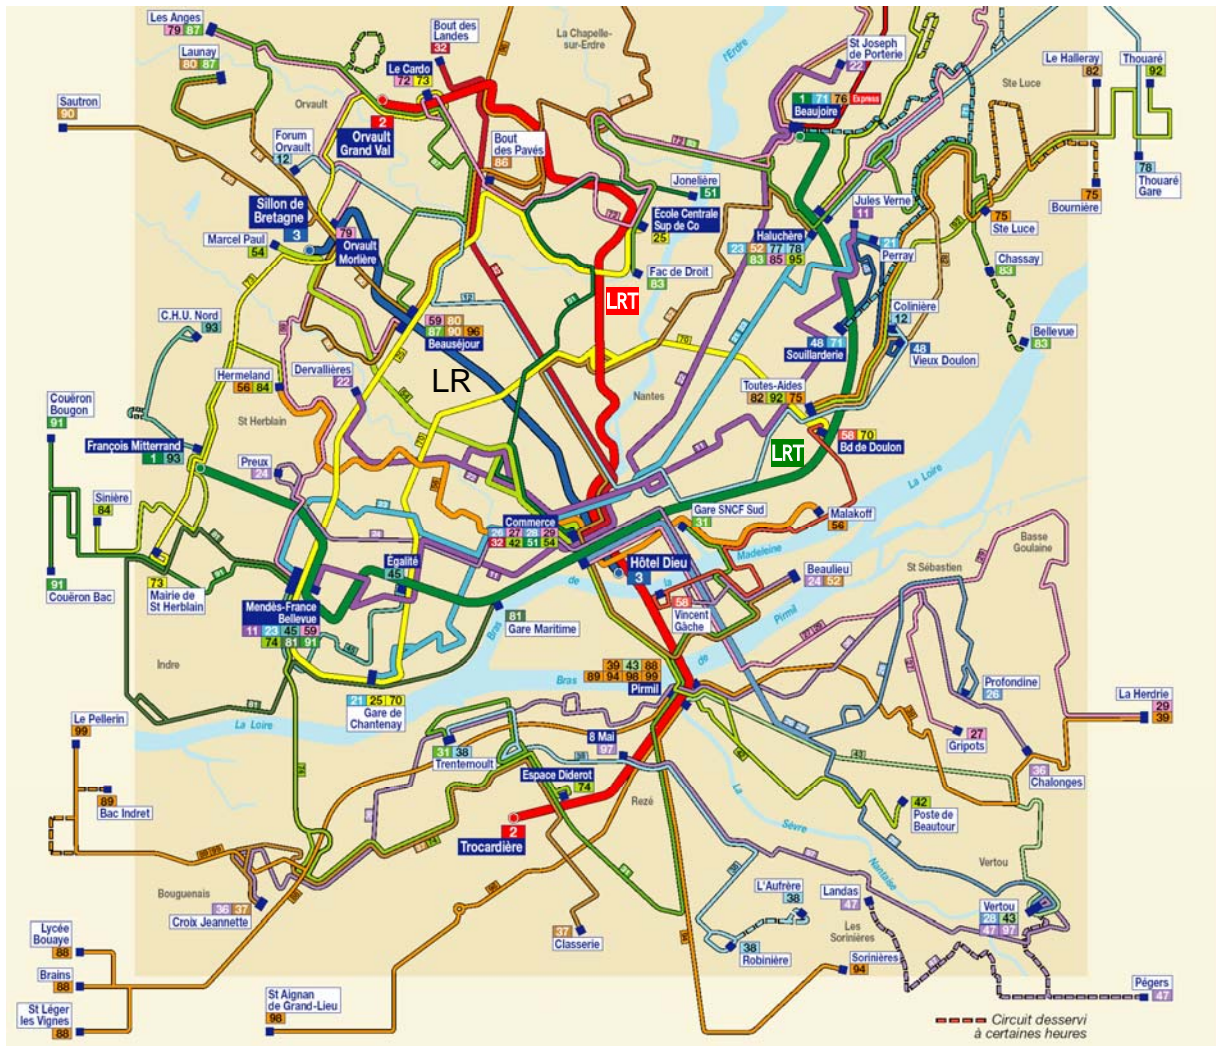 Les Anges
79 87
Launay
80 87
Bout des
Landes
32
La Chapelle-
sur-Erdre
l'Erdre
St Joseph
de Porterie
22
Le Halleray
82
Thouaré
92
Sautron
90
Orvault
Le Cardo
72 73
2
Orvault
Grand Val
Ste Luce
1 71 76 Express
Beaujoire
Forum
Orvault
12
Bout
des Pavés
86
Jonelière
51
78
Thouaré
Gare
75
Bournière
Sillon de
Bretagne
3
79
Orvault
Morlière
Marcel Paul
54
Ecole Centrale
Sup de Co
25
Jules Verne
11
75
Ste Luce
Haluchère
23 52 77 78
83 85 95
21
Perray
Fac de Droit
83
Chassay
83
LRT
C.H.U. Nord
93
59 80
87 90 96
Beauséjour
Colinière
12
48 71
Souillarderie
48
Vieux Doulon
Bellevue
83
Hermeland
56 84
Dervallières
22
LR
Nantes
Toutes-Aides
82 92 75
Couëron
Bougon
91
St Herblain
58 70
Bd de Doulon
LRT
François Mitterrand
1 93
Preux
24
La Loire
Sinière
84
Commerce
26 27 28 29
32 42 51 54
Gare SNCF Sud
31
Malakoff
56
Basse
Goulaine
Madeleine
Égalité
45
de
Hôtel Dieu
3
la
Beaulieu
24 52
St Sébastien
91
Couëron Bac
73
Mairie de
St Herblain
Mendès-France
Bellevue
11 23 45 59
74 81 91
81
Gare Maritime
Bras
58
Vincent
Gâche
Pirmil
de
Indre
39 43 88
89 94 98 99
Pirmil
Bras
Profondine
26
La Herdrie
29
39
21 25 70
Gare de
Chantenay
La Loire
Le Pellerin
99
31 38
Trentemoult
8 Mai
97
27
Gripots
36
Chalonges
Espace Diderot
74
89
Bac Indret
Rezé
La
42
Poste de
Beautour
2
Trocardière
Sèvre
Nantaise
Vertou
Bouguenais
36 37
Croix Jeannette
L'Aufrère
38
Landas
47
Vertou
28 43
47 97
Lycée
Bouaye
88
37
Classerie
38
Robinière
Les
Sorinières
Sorinières
94
Brains
88
St Aignan
de Grand-Lieu
98
Pégers
47
St Léger
les Vignes
88
Circuit desservi
à certaines heures